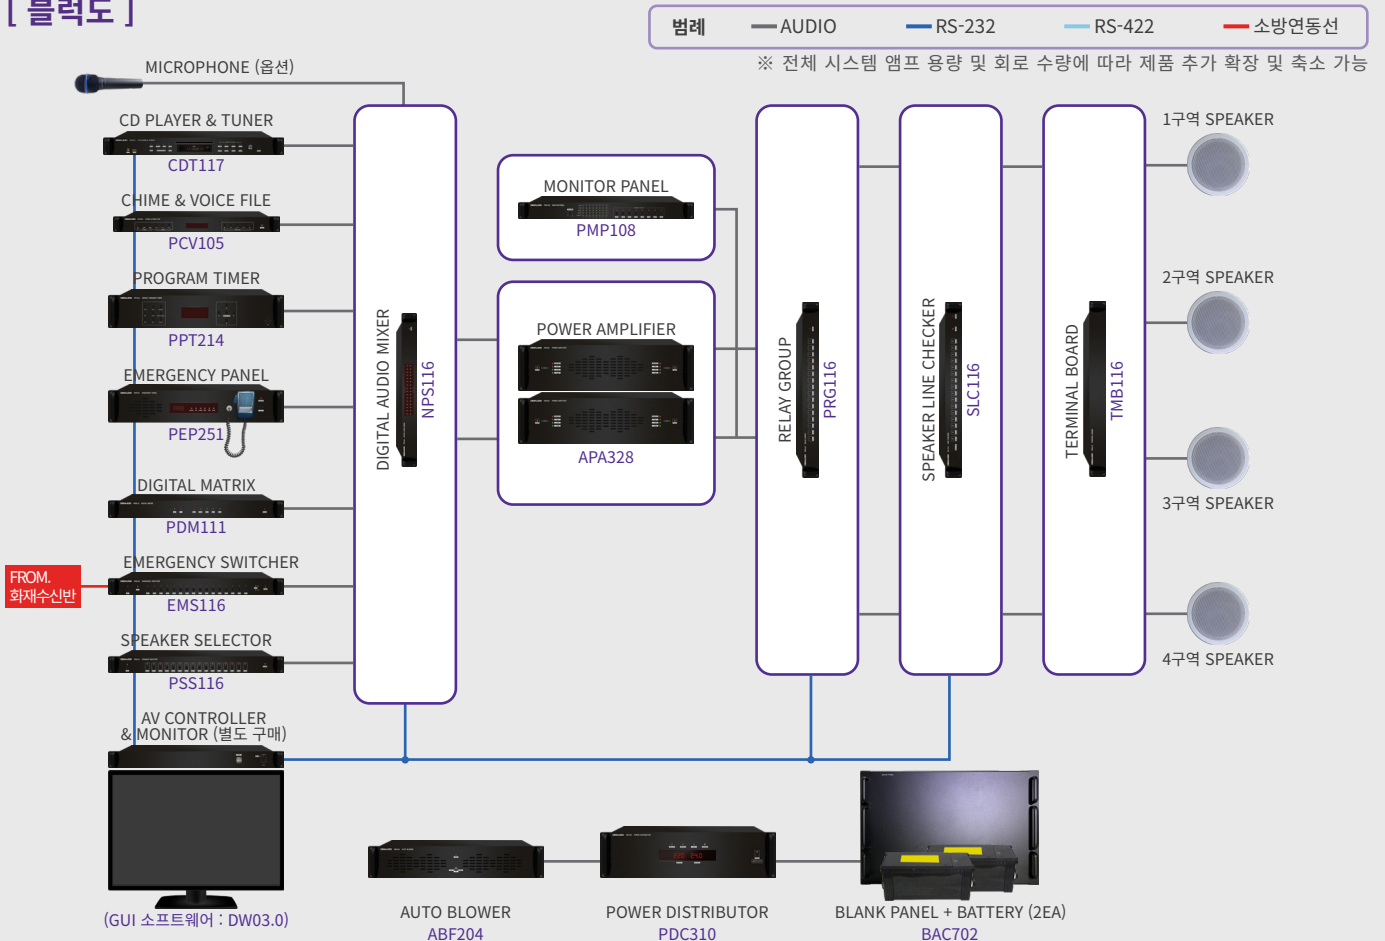 [ 블럭도 ]
범례
AUDIO
RS-232
RS-422
소방연동선
※ 전체 시스템 앰프 용량 및 회로 수량에 따라 제품 추가 확장 및 축소 가능
MICROPHONE (옵션)
CD PLAYER & TUNER
CDT117
CHIME & VOICE FILE
PCV105
PROGRAM TIMER
PPT214
EMERGENCY PANEL
PEP251
DIGITAL MATRIX
PDM111
EMERGENCY SWITCHER
EMS116
FROM.
화재수신반
SPEAKER SELECTOR
PSS116
AV CONTROLLER
& MONITOR (별도 구매)
(GUI 소프트웨어 : DW03.0)
DIGITAL AUDIO MIXER
NPS116
MONITOR PANEL
PMP108
POWER AMPLIFIER
APA328
RELAY GROUP
PRG116
SPEAKER LINE CHECKER
SLC116
TERMINAL BOARD
TMB116
1구역 SPEAKER
2구역 SPEAKER
3구역 SPEAKER
4구역 SPEAKER
AUTO BLOWER
ABF204
POWER DISTRIBUTOR
PDC310
BLANK PANEL + BATTERY (2EA)
BAC702